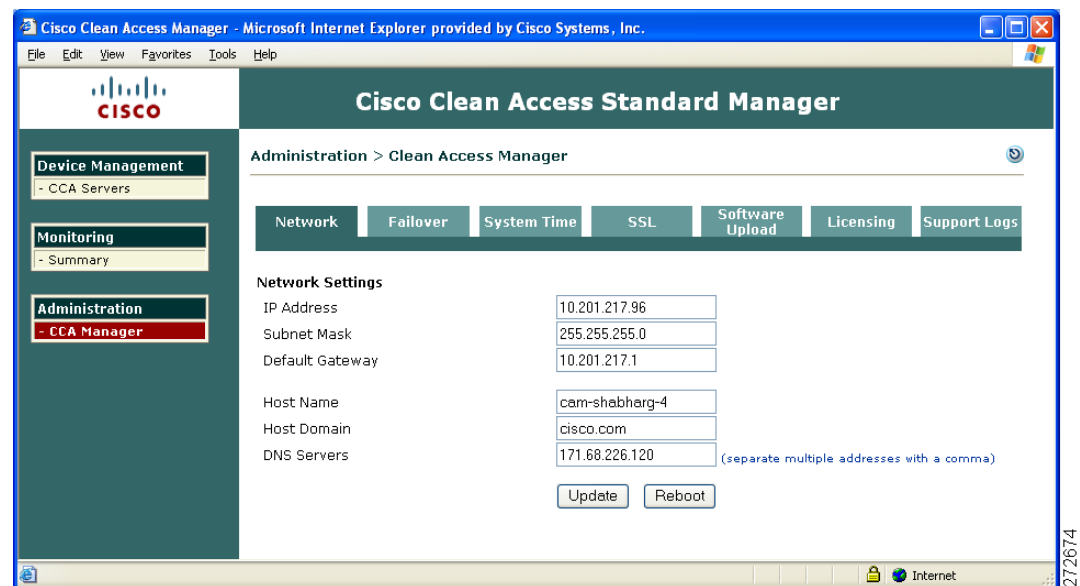 Cisco Clean Access Manager - Microsoft Internet Explorer provided by Cisco Systems, Inc.
File Edit View Favorites Tools Help
CISCO
Cisco Clean Access Standard Manager
Administration > Clean Access Manager
Device Management
- CCA Servers
Monitoring
- Summary
Administration
- CCA Manager
Network Failover System Time SSL Software Upload Licensing Support Logs
Network Settings
IP Address 10.201.217.96
Subnet Mask 255.255.255.0
Default Gateway 10.201.217.1
Host Name cam-shabharg-4
Host Domain cisco.com
DNS Servers 171.68.226.120 (separate multiple addresses with a comma)
Update Reboot
Internet
272674